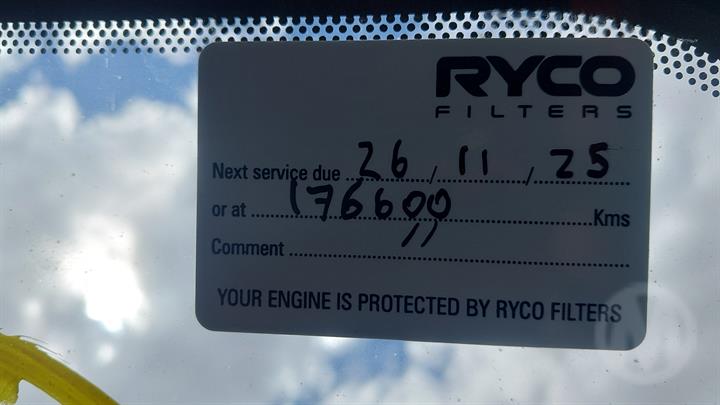 RYCO
FILTERS
Next service due 26 / 11 / 25
or at 176600 Kms
Comment
YOUR ENGINE IS PROTECTED BY RYCO FILTERS